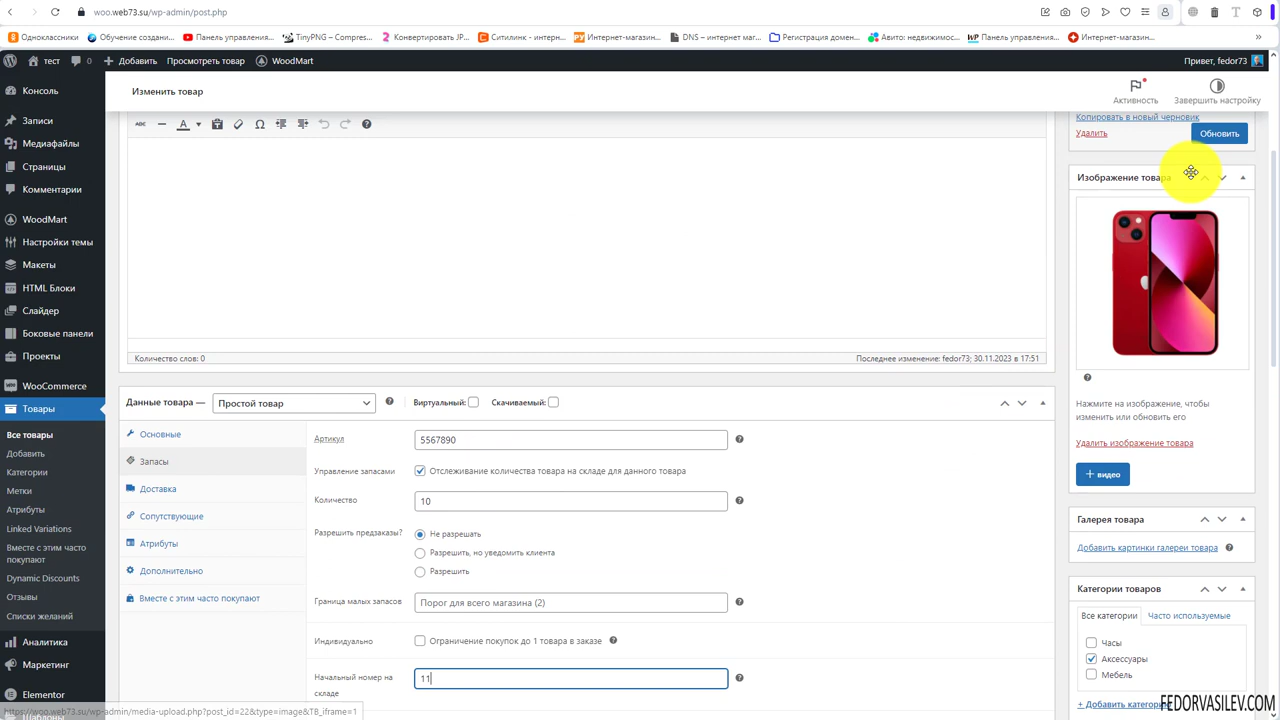 woo.web73.su/wp-admin/post.php
Одноклассники Обучение создани... Панель управления... TinyPNG – Compres... Конвертировать JP... Ситилинк - интерн... Интернет-магазин... DNS – интернет маг... Регистрация домен... Авито: недвижимос... Панель управления... Интернет-магазин...
тест 0 Добавить Просмотреть товар WoodMart Привет, fedor73
Консоль
Записи
Медиафайлы
Страницы
Комментарии
WoodMart
Настройки темы
Макеты
HTML Блоки
Слайдер
Боковые панели
Проекты
WooCommerce
Товары
Все товары
Добавить
Категории
Метки
Атрибуты
Linked Variations
Вместе с этим часто
покупают
Dynamic Discounts
Отзывы
Списки желаний
Аналитика
Маркетинг
Elementor
Шаблоны
Изменить товар
Активность
Завершить настройку
Количество слов: 0
Последнее изменение: fedor73; 30.11.2023 в 17:51
Данные товара — Простой товар Виртуальный: Скачиваемый:
Основные
Запасы
Доставка
Сопутствующие
Атрибуты
Дополнительно
Вместе с этим часто покупают
Артикул 5567890
Управление запасами Отслеживание количества товара на складе для данного товара
Количество 10
Разрешить предзаказы? Не разрешать
Разрешить, но уведомить клиента
Разрешить
Граница малых запасов Порог для всего магазина (2)
Индивидуально Ограничение покупок до 1 товара в заказе
Начальный номер на
складе
11
Копировать в новый черновик
Удалить Обновить
Изображение товара
Нажмите на изображение, чтобы
изменить или обновить его
Удалить изображение товара
+ видео
Галерея товара
Добавить картинки галереи товара
Категории товаров
Все категории Часто используемые
Часы
Аксессуары
Мебель
+ Добавить категорию
https://woo.web73.su/wp-admin/media-upload.php?post_id=22&type=image&TB_iframe=1
FEDORVASILEV.COM